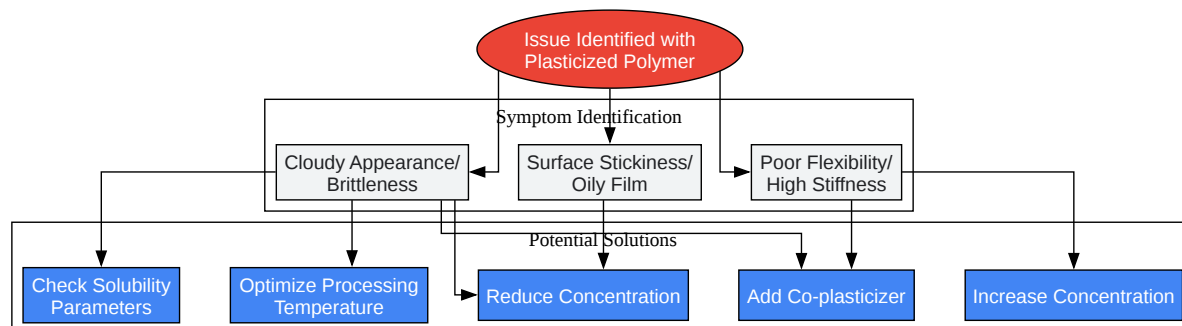 Issue Identified with
Plasticized Polymer
Symptom Identification
Cloudy Appearance/
Brittleness
Surface Stickiness/
Oily Film
Poor Flexibility/
High Stiffness
Potential Solutions
Check Solubility
Parameters
Optimize Processing
Temperature
Reduce Concentration
Add Co-plasticizer
Increase Concentration